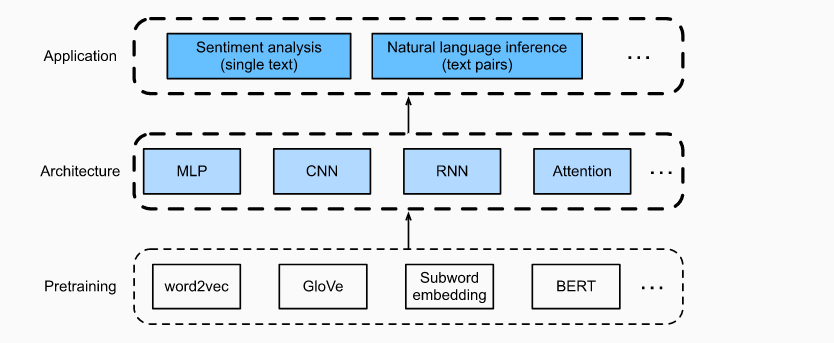 Application
Sentiment analysis
(single text)
Natural language inference
(text pairs)
...
Architecture
MLP
CNN
RNN
Attention
...
Pretraining
word2vec
GloVe
Subword
embedding
BERT
...